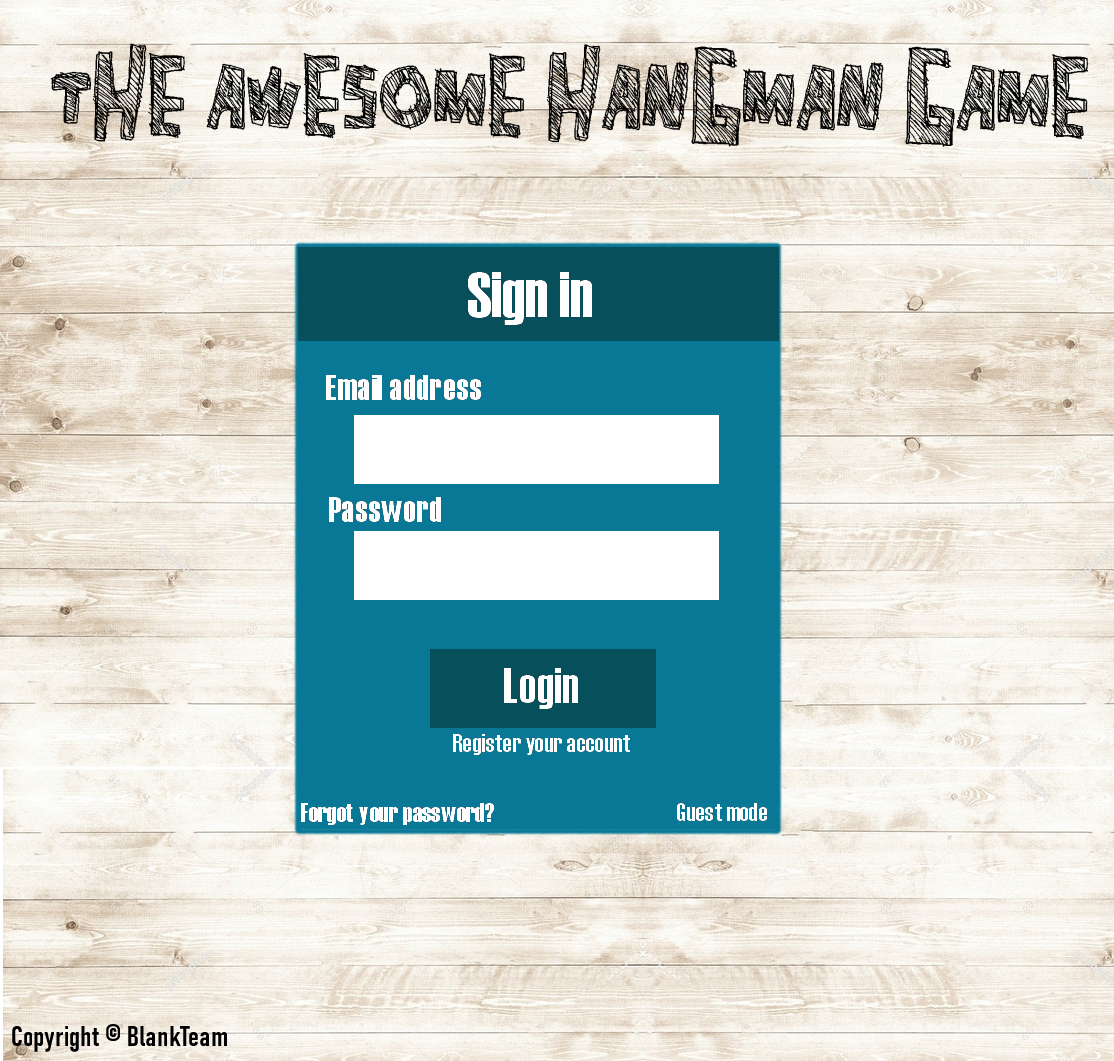 THE AWESOME HANGMAN GAME
Sign in
Email address
Password
Login
Register your account
Forgot your password?
Guest mode
Copyright © BlankTeam